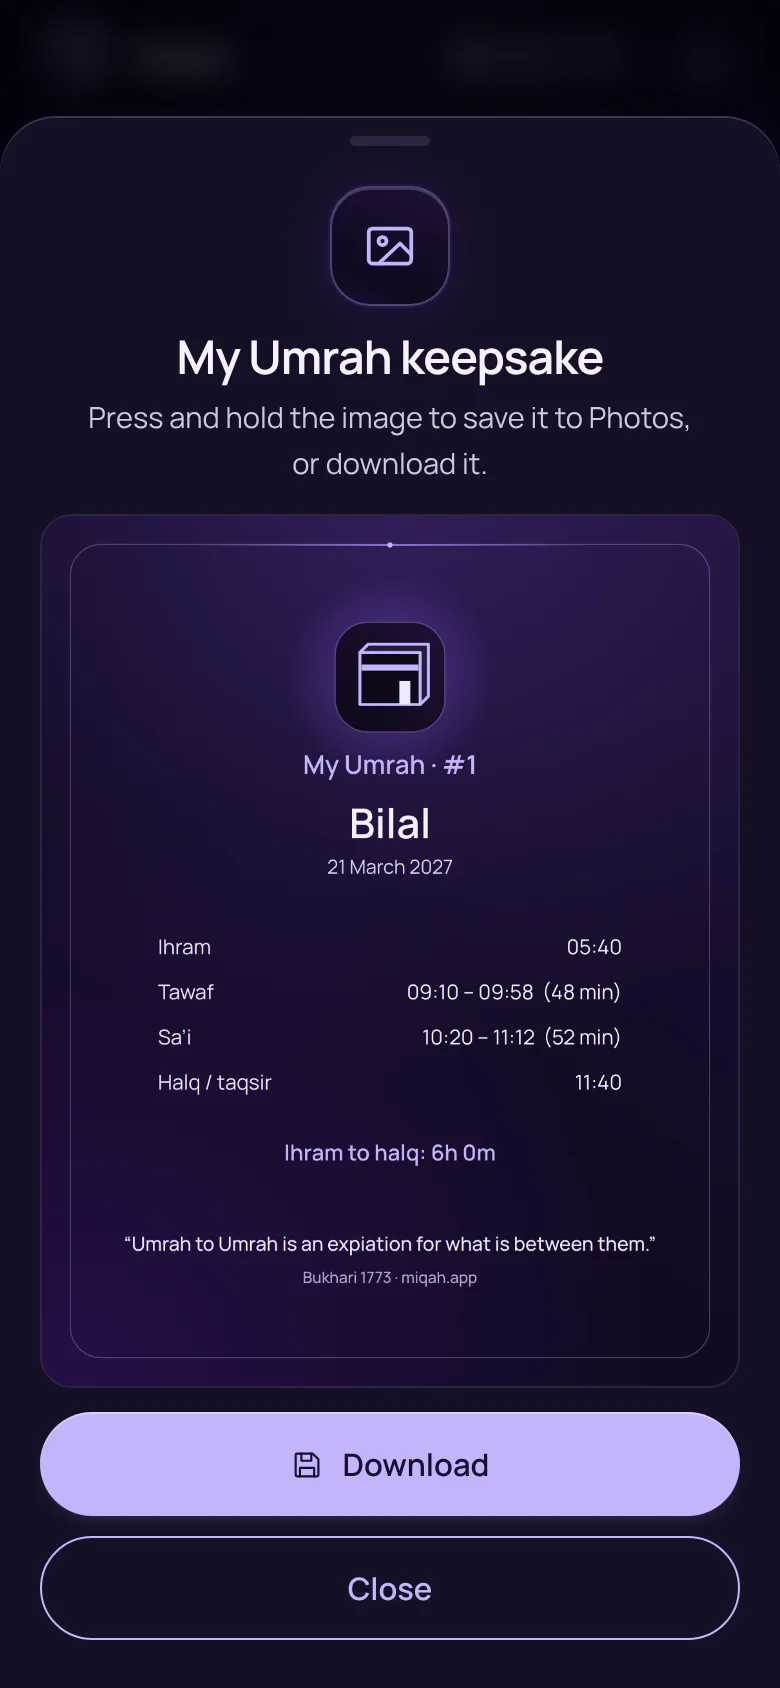 My Umrah keepsake
Press and hold the image to save it to Photos,
or download it.
My Umrah · #1
Bilal
21 March 2027
Ihram 05:40
Tawaf 09:10 – 09:58 (48 min)
Sa’i 10:20 – 11:12 (52 min)
Halq / taqsir 11:40
Ihram to halq: 6h 0m
“Umrah to Umrah is an expiation for what is between them.”
Bukhari 1773 · miqah.app
Download
Close